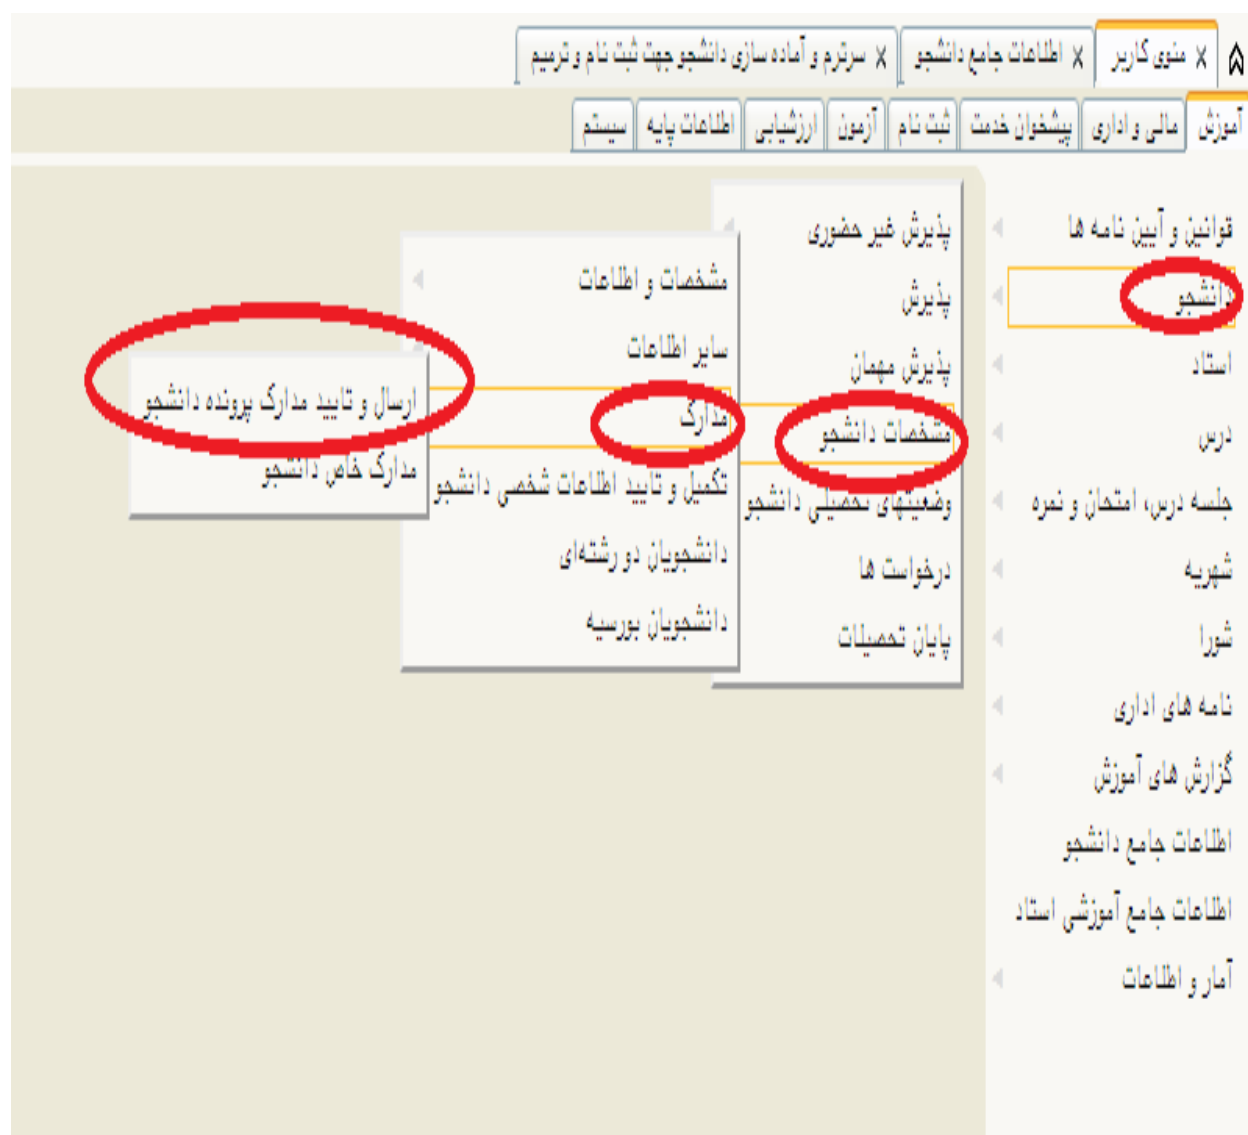 منوی کاربر × اطلاعات جامع دانشجو × سرترم و آماده سازی دانشجو جهت ثبت نام و ترمیم ×
آموزش مالی و اداری پیشخوان خدمت ثبت نام آزمون ارزشیابی اطلاعات پایه سیستم
قوانین و آیین نامه ها
دانشجو
استاد
درس
جلسه درس، امتحان و نمره
شهریه
شورا
نامه های اداری
گزارش های آموزش
اطلاعات جامع دانشجو
اطلاعات جامع آموزشی استاد
آمار و اطلاعات
پذیرش غیر حضوری
پذیرش
پذیرش مهمان
مشخصات دانشجو
وضعیتهای تحصیلی دانشجو
درخواست ها
پایان تحصیلات
مشخصات و اطلاعات
سایر اطلاعات
مدارک
تکمیل و تایید اطلاعات شخصی دانشجو
دانشجویان دو رشته‌ای
دانشجویان بورسیه
ارسال و تایید مدارک پرونده دانشجو
مدارک خاص دانشجو